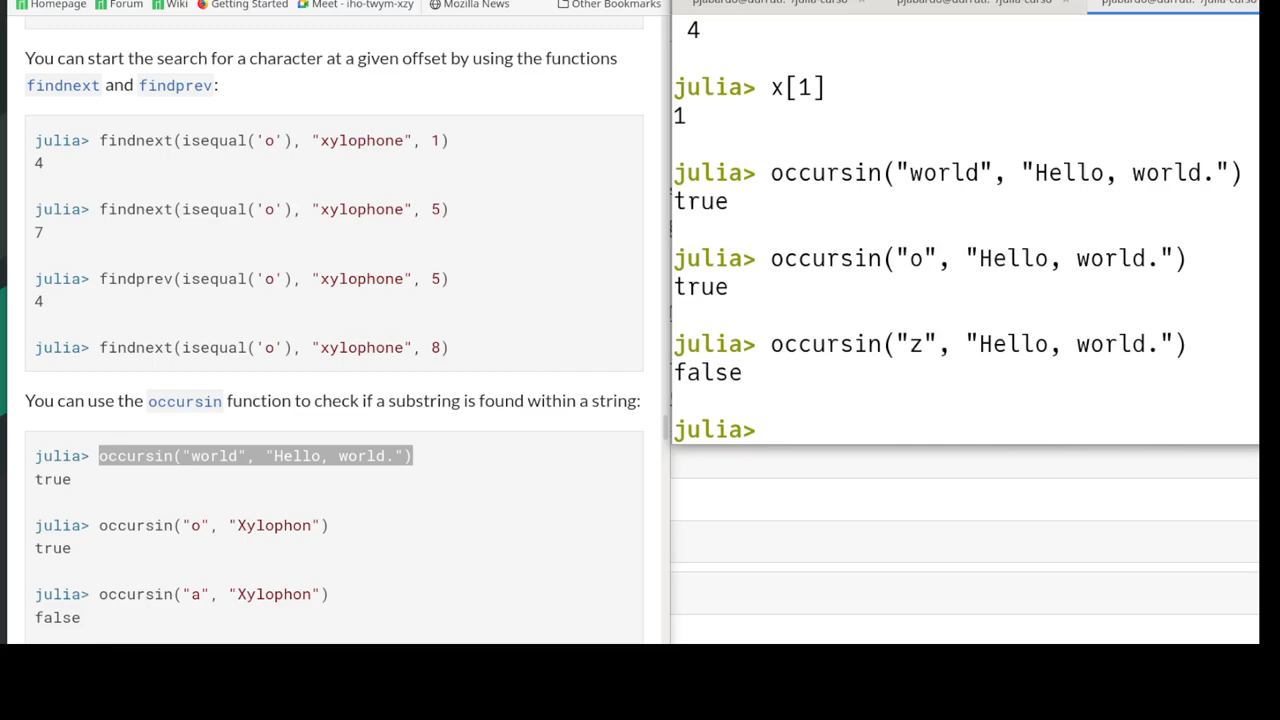 Homepage Forum Wiki Getting Started Meet - iho-twym-xzy Mozilla News Other Bookmarks
You can start the search for a character at a given offset by using the functions
findnext and findprev:
julia> findnext(isequal('o'), "xylophone", 1)
4
julia> findnext(isequal('o'), "xylophone", 5)
7
julia> findprev(isequal('o'), "xylophone", 5)
4
julia> findnext(isequal('o'), "xylophone", 8)
You can use the occursin function to check if a substring is found within a string:
julia> occursin("world", "Hello, world.")
true
julia> occursin("o", "Xylophon")
true
julia> occursin("a", "Xylophon")
false
4
julia> x[1]
1
julia> occursin("world", "Hello, world.")
true
julia> occursin("o", "Hello, world.")
true
julia> occursin("z", "Hello, world.")
false
julia>